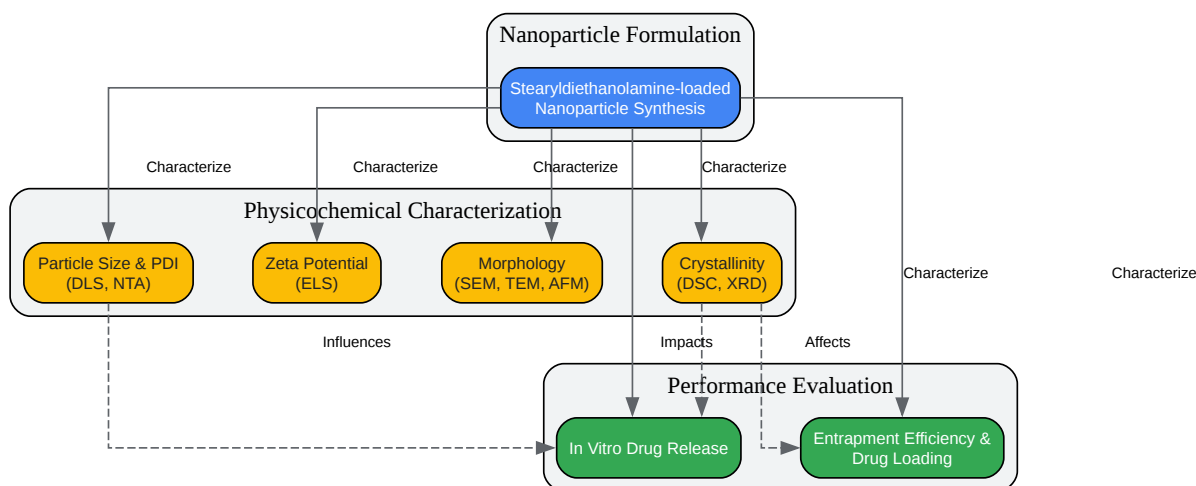 Nanoparticle Formulation
Stearyldiethanolamine-loaded
Nanoparticle Synthesis
Characterize
Characterize
Characterize
Characterize
Physicochemical Characterization
Particle Size & PDI
(DLS, NTA)
Zeta Potential
(ELS)
Morphology
(SEM, TEM, AFM)
Crystallinity
(DSC, XRD)
Characterize
Characterize
Influences
Impacts
Affects
Performance Evaluation
In Vitro Drug Release
Entrapment Efficiency &
Drug Loading